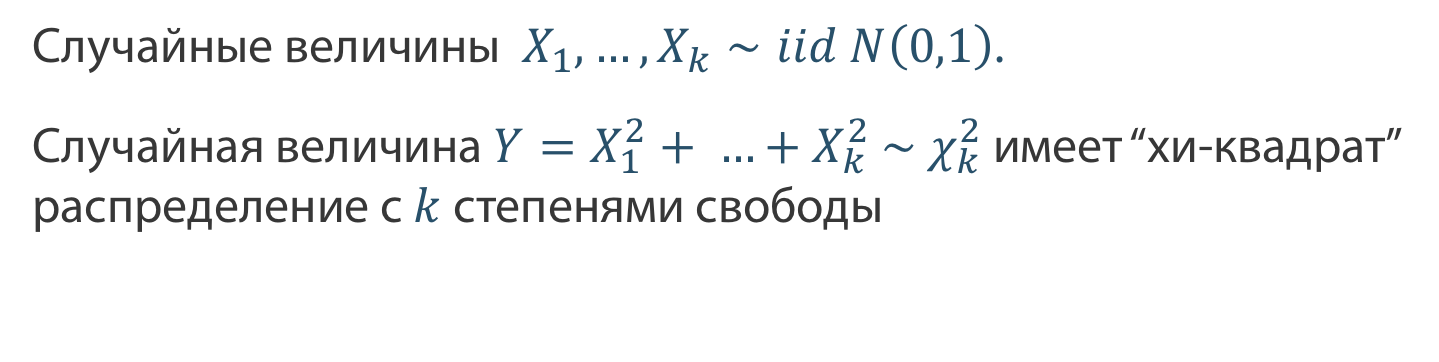 Случайные величины X₁, … , Xₖ ~ iid N(0,1).
Случайная величина Y = X₁² + … + Xₖ² ~ χₖ² имеет “хи-квадрат”
распределение с k степенями свободы